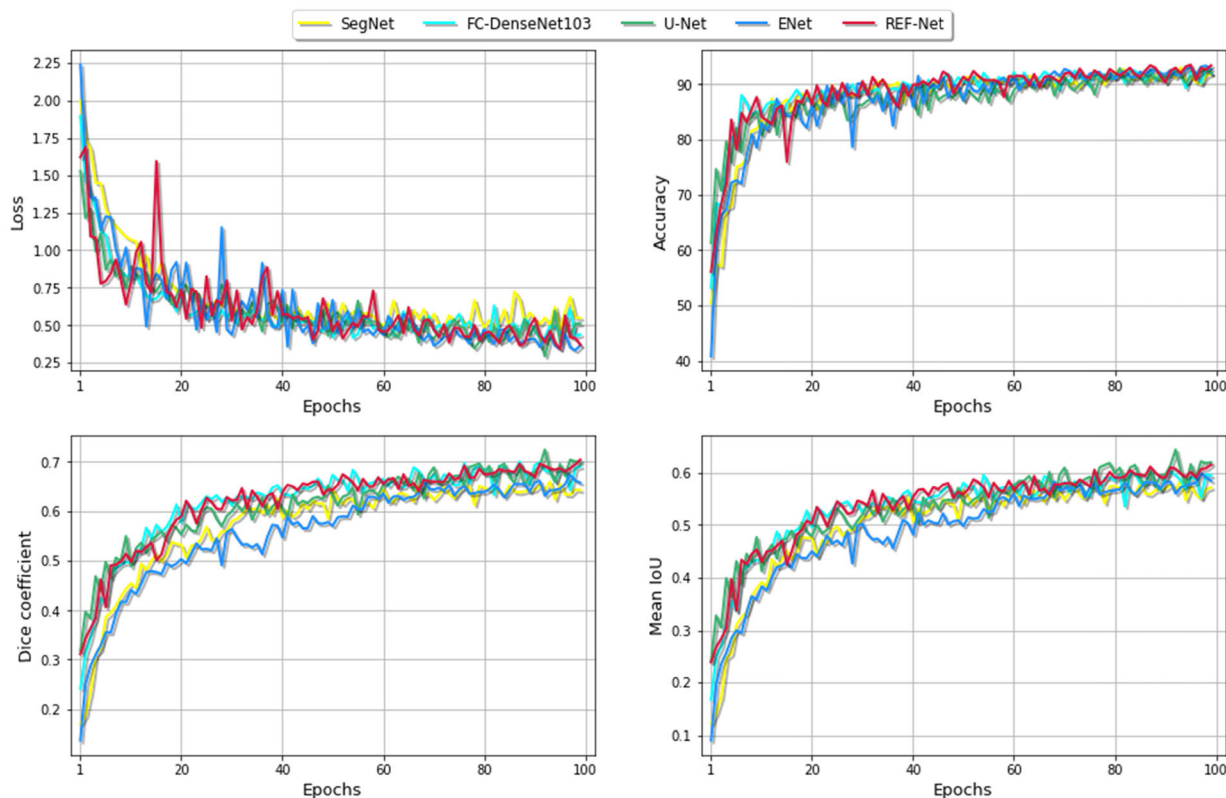 SegNet FC-DenseNet103 U-Net ENet REF-Net
Loss
2.25
2.00
1.75
1.50
1.25
1.00
0.75
0.50
0.25
1 20 40 60 80 100
Epochs
Accuracy
90
80
70
60
50
40
1 20 40 60 80 100
Epochs
Dice coefficient
0.7
0.6
0.5
0.4
0.3
0.2
1 20 40 60 80 100
Epochs
Mean IoU
0.6
0.5
0.4
0.3
0.2
0.1
1 20 40 60 80 100
Epochs